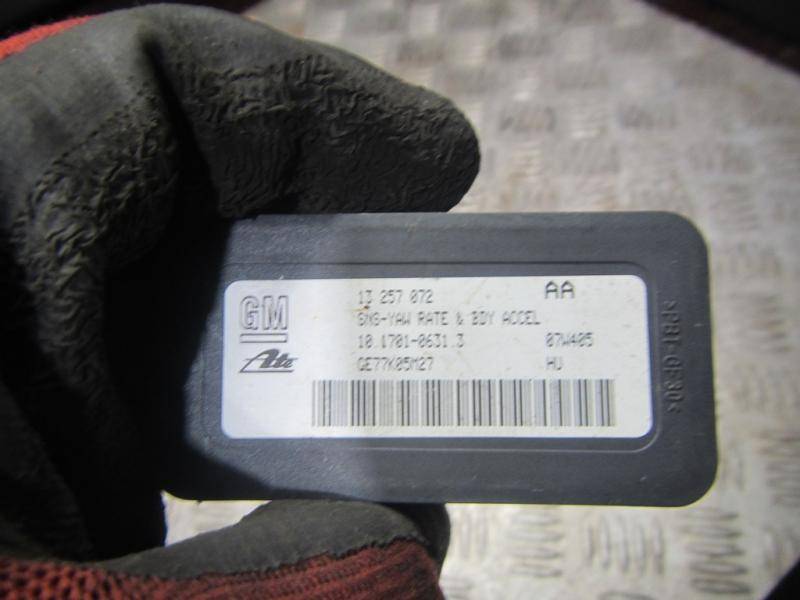 GM
13 257 072 AA
SNS-YAW RATE & BDY ACCEL
10.1701-0631.3 07W405
Ate
GE77K05M27 HU
>PBT-GF30<